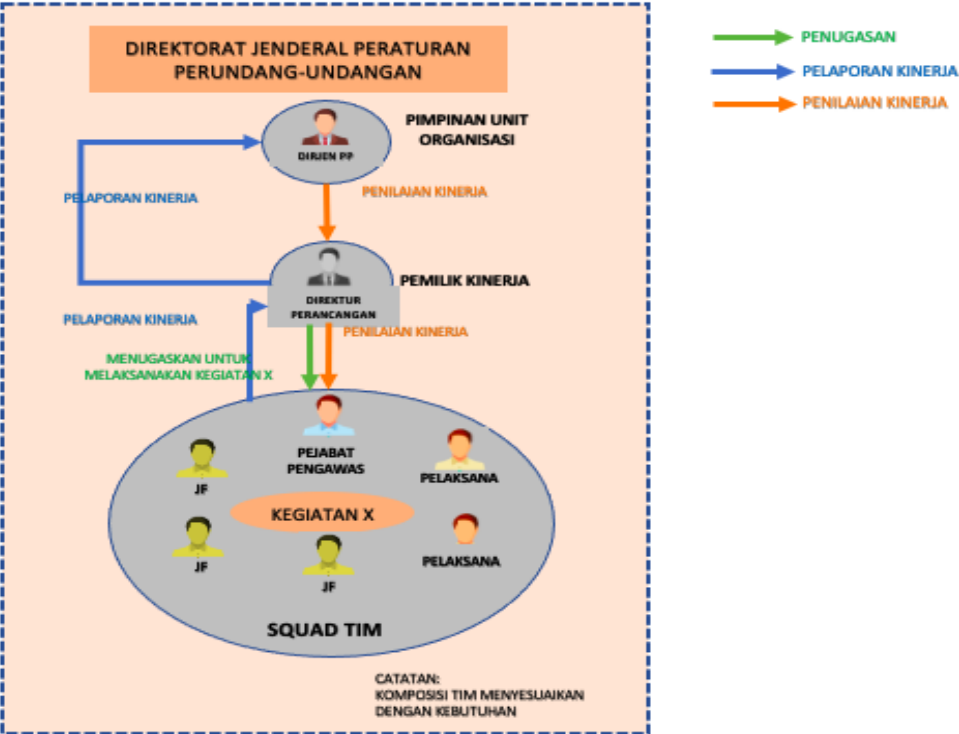 DIREKTORAT JENDERAL PERATURAN
PERUNDANG-UNDANGAN
PENUGASAN
PELAPORAN KINERJA
PENILAIAN KINERJA
PIMPINAN UNIT
ORGANISASI
DIRJEN PP
PELAPORAN KINERJA
PENILAIAN KINERJA
PEMILIK KINERJA
DIREKTUR
PERANCANGAN
PELAPORAN KINERJA
PENILAIAN KINERJA
MENUGASKAN UNTUK
MELAKSANAKAN KEGIATAN X
PEJABAT
PENGAWAS
JF
PELAKSANA
KEGIATAN X
JF
JF
PELAKSANA
SQUAD TIM
CATATAN:
KOMPOSISI TIM MENYESUAIKAN
DENGAN KEBUTUHAN